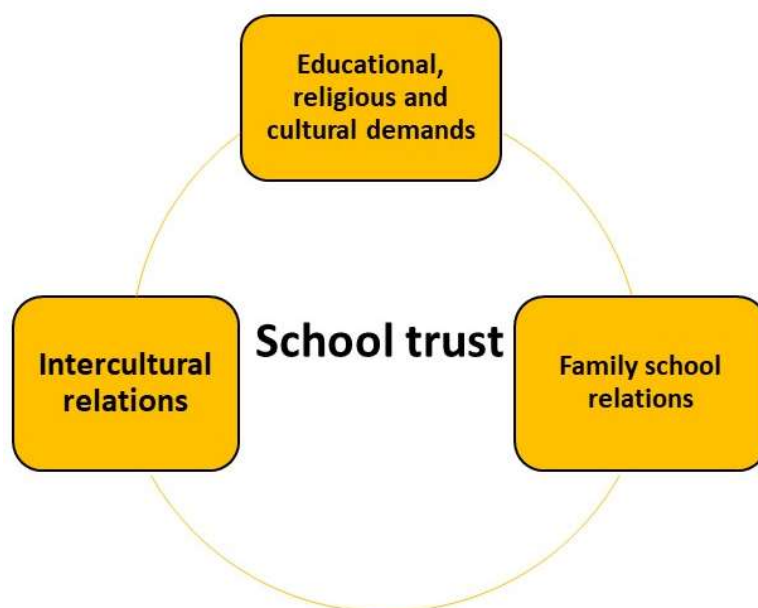 Educational,
religious and
cultural demands
School trust
Intercultural
relations
Family school
relations